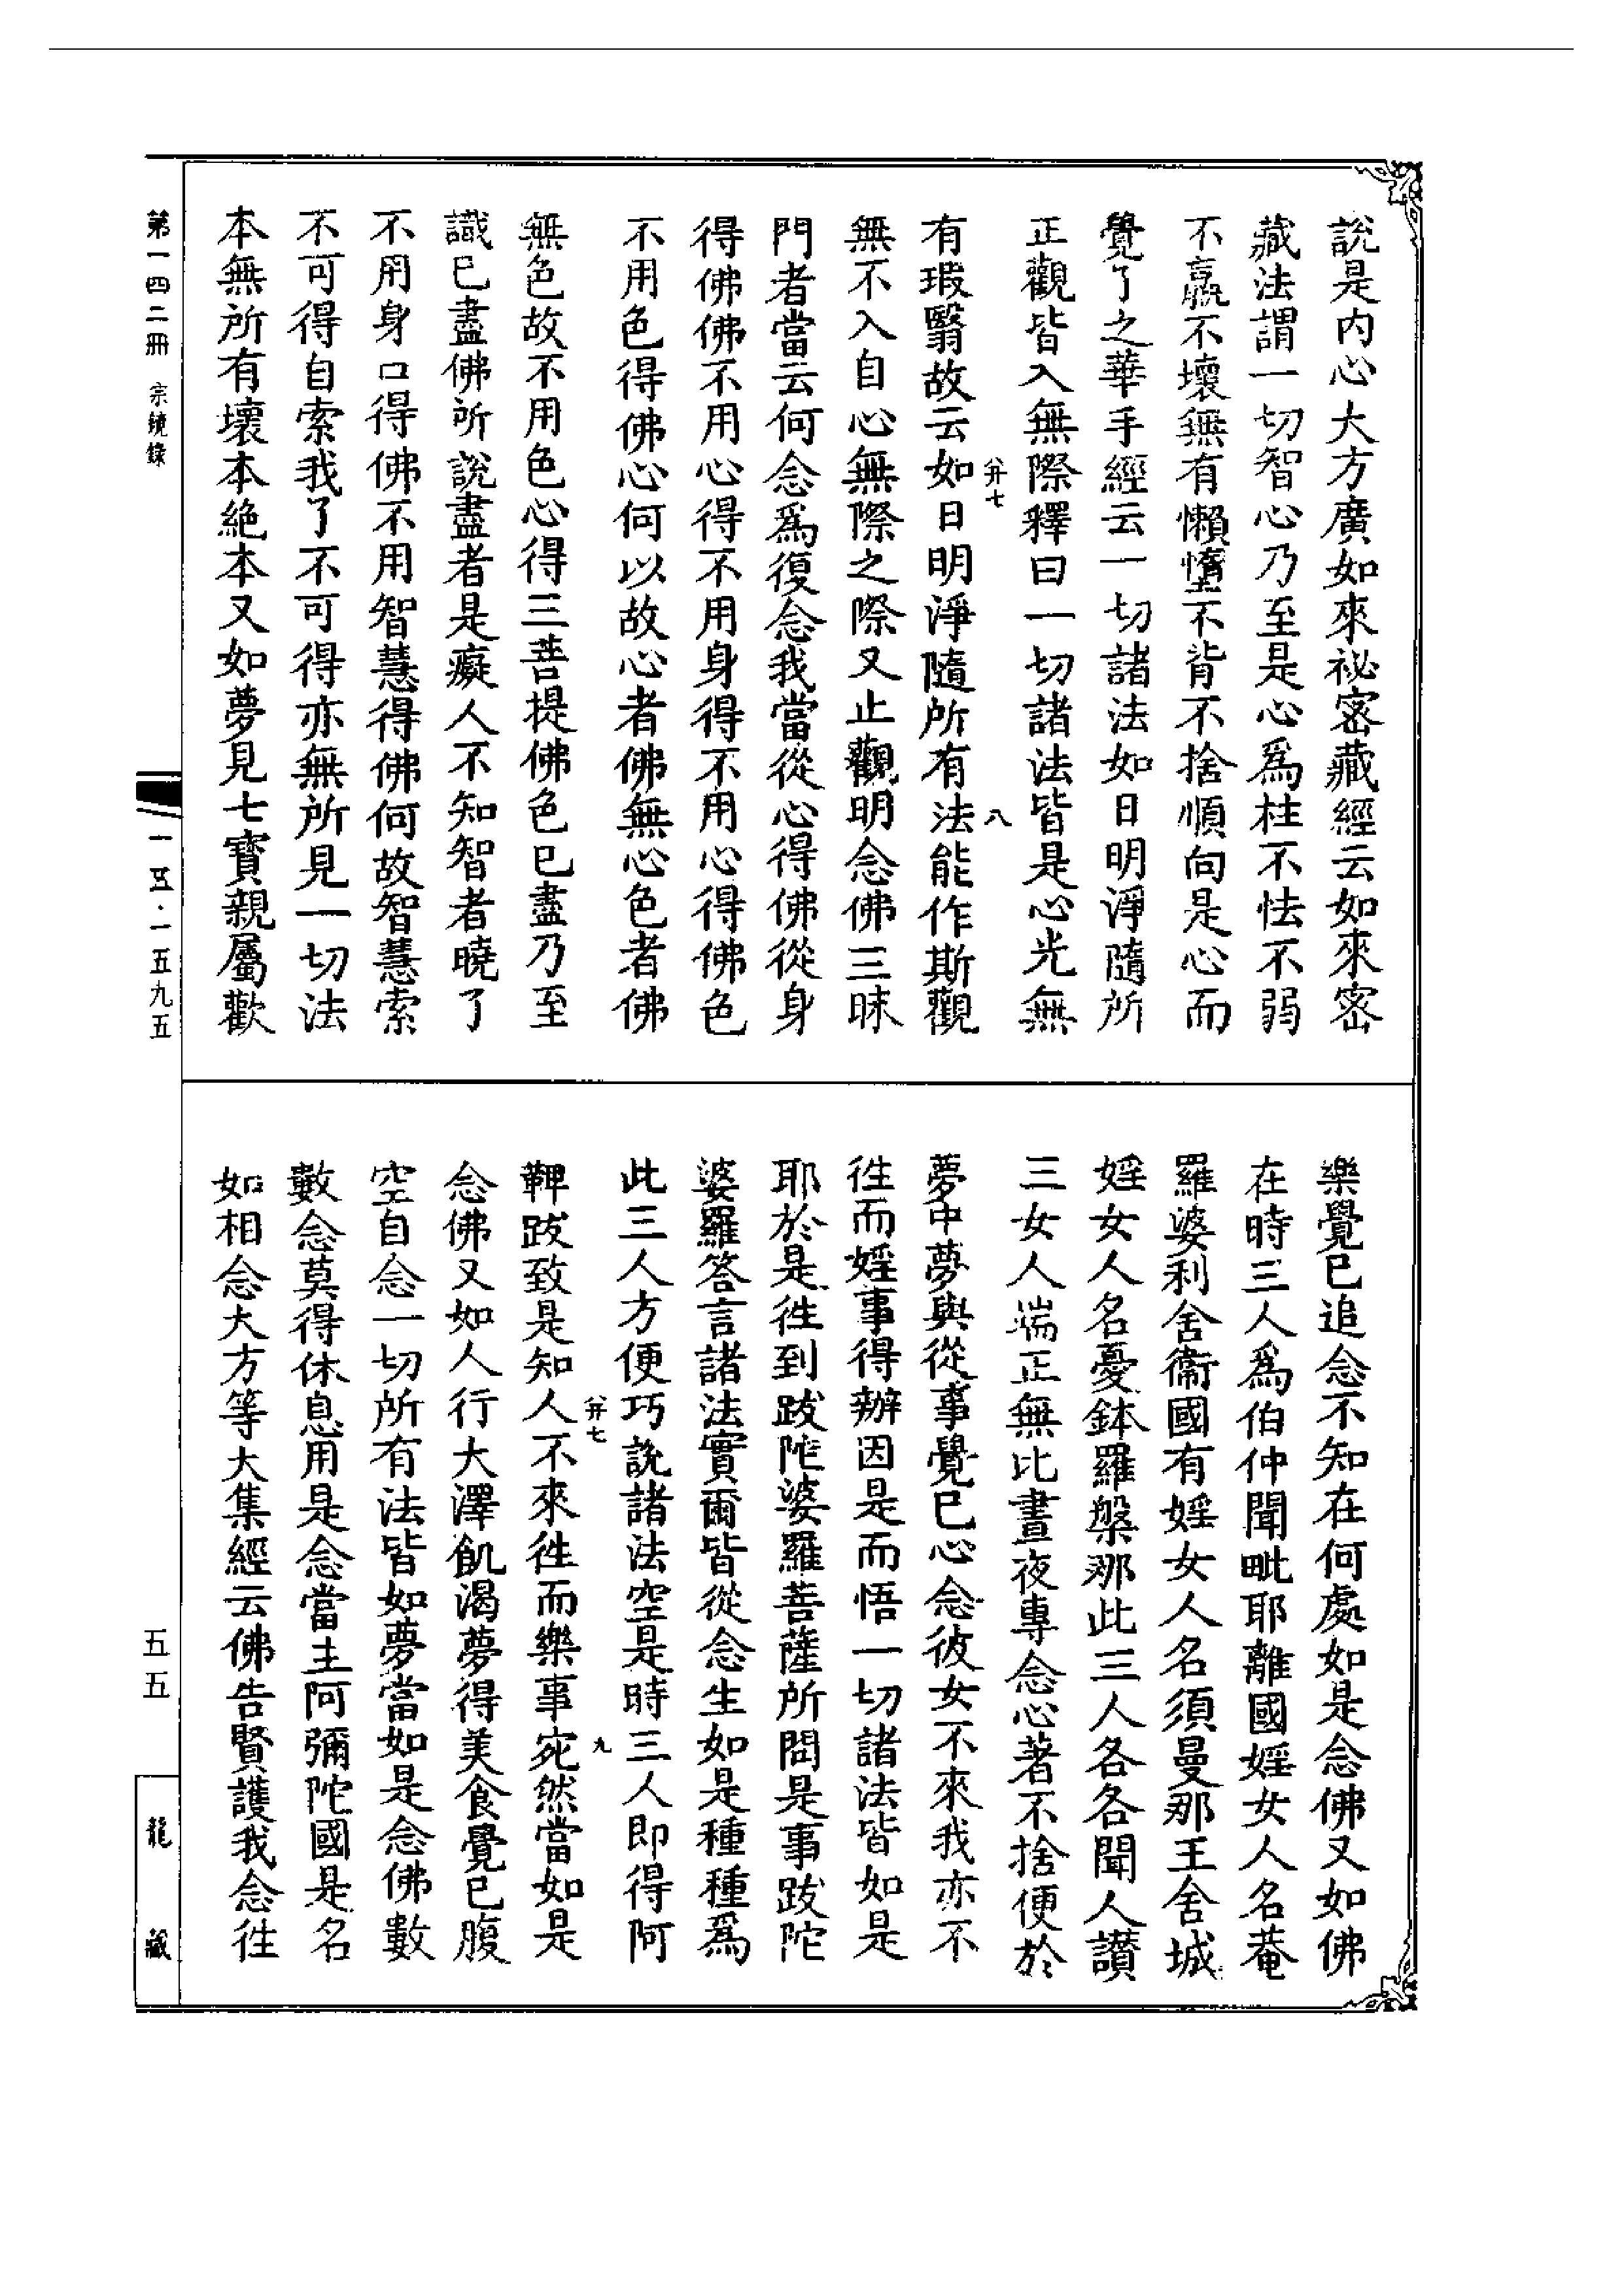 說是内心大方廣如來祕密藏經云如來密
藏法謂一切智心乃至是心爲柱不怯不弱
不羸不壞無有懶惰不背不捨順向是心而
覺了之華手經云一切諸法如日明淨隨所
正觀皆入無際釋曰一切諸法皆是心光無
弁七
八
有瑕翳故云如日明淨隨所有法能作斯觀
無不入自心無際之際又止觀明念佛三昧
門者當云何念爲復念我當從心得佛從身
得佛佛不用心得不用身得不用心得佛色
不用色得佛心何以故心者佛無心色者佛
無色故不用色心得三菩提佛色已盡乃至
識已盡佛所說盡者是癡人不知智者曉了
不用身口得佛不用智慧得佛何故智慧索
不可得自索我了不可得亦無所見一切法
本無所有壞本絶本又如夢見七寶親屬歡
樂覺已追念不知在何處如是念佛又如佛
在時三人爲伯仲聞毗耶離國婬女人名菴
羅婆利舍衞國有婬女人名須曼那王舍城
婬女人名憂鉢羅槃那此三人各各聞人讃
三女人端正無比晝夜專念心著不捨便於
夢中夢與從事覺已心念彼女不來我亦不
徃而婬事得辦因是而悟一切諸法皆如是
耶於是徃到跋陀婆羅菩薩所問是事跋陀
婆羅答言諸法實爾皆從念生如是種種爲
此三人方便巧說諸法空是時三人即得阿
弁七
九
鞞跋致是知人不來徃而樂事宛然當如是
念佛又如人行大澤飢渴夢得美食覺已腹
空自念一切所有法皆如夢當如是念佛數
數念莫得休息用是念當生阿彌陀國是名
如相念大方等大集經云佛告賢護我念往
第一四二冊 宗鏡錄
一五·一五九五
五五
龍藏